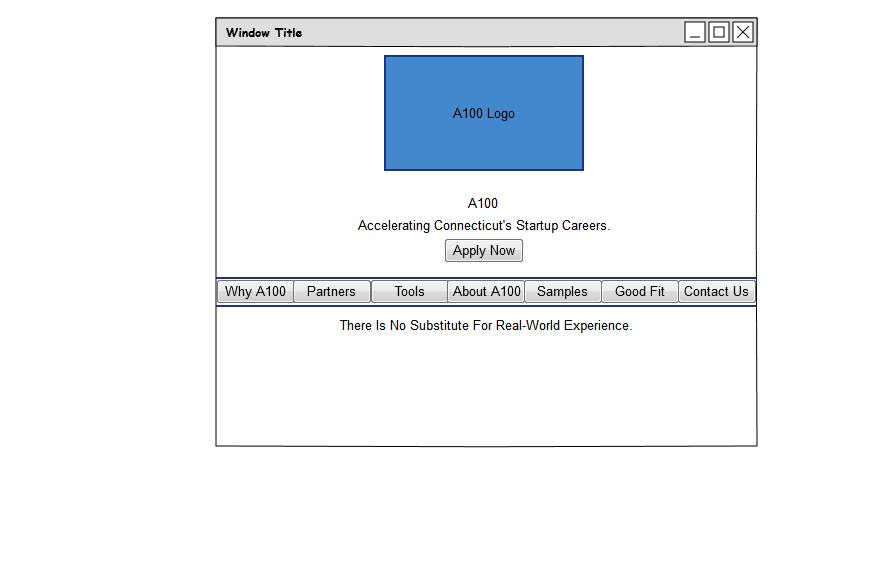 Window Title
A100 Logo
A100
Accelerating Connecticut's Startup Careers.
Apply Now
Why A100 Partners Tools About A100 Samples Good Fit Contact Us
There Is No Substitute For Real-World Experience.